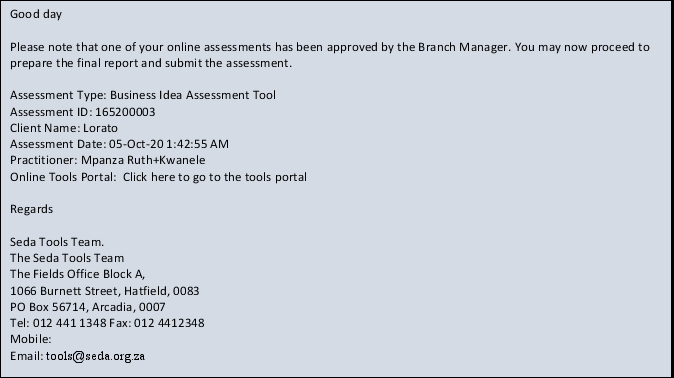 Good day
Please note that one of your online assessments has been approved by the Branch Manager. You may now proceed to
prepare the final report and submit the assessment.
Assessment Type: Business Idea Assessment Tool
Assessment ID: 165200003
Client Name: Lorato
Assessment Date: 05-Oct-20 1:42:55 AM
Practitioner: Mpanza Ruth+Kwanele
Online Tools Portal:  Click here to go to the tools portal
Regards
Seda Tools Team.
The Seda Tools Team
The Fields Office Block A,
1066 Burnett Street, Hatfield, 0083
PO Box 56714, Arcadia, 0007
Tel: 012 441 1348 Fax: 012 4412348
Mobile:
Email: tools@seda.org.za